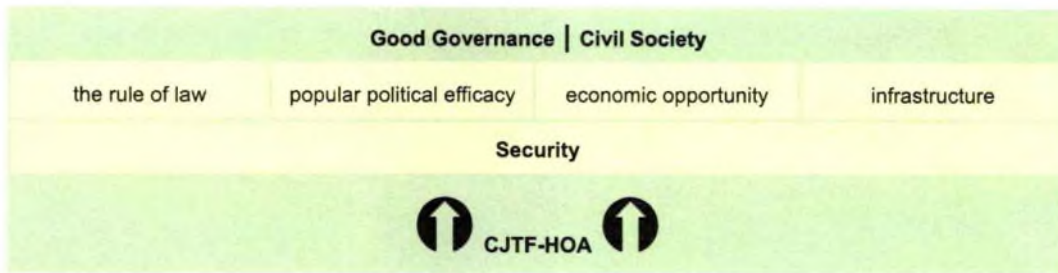 Good Governance | Civil Society
the rule of law popular political efficacy economic opportunity infrastructure
Security
CJTF-HOA